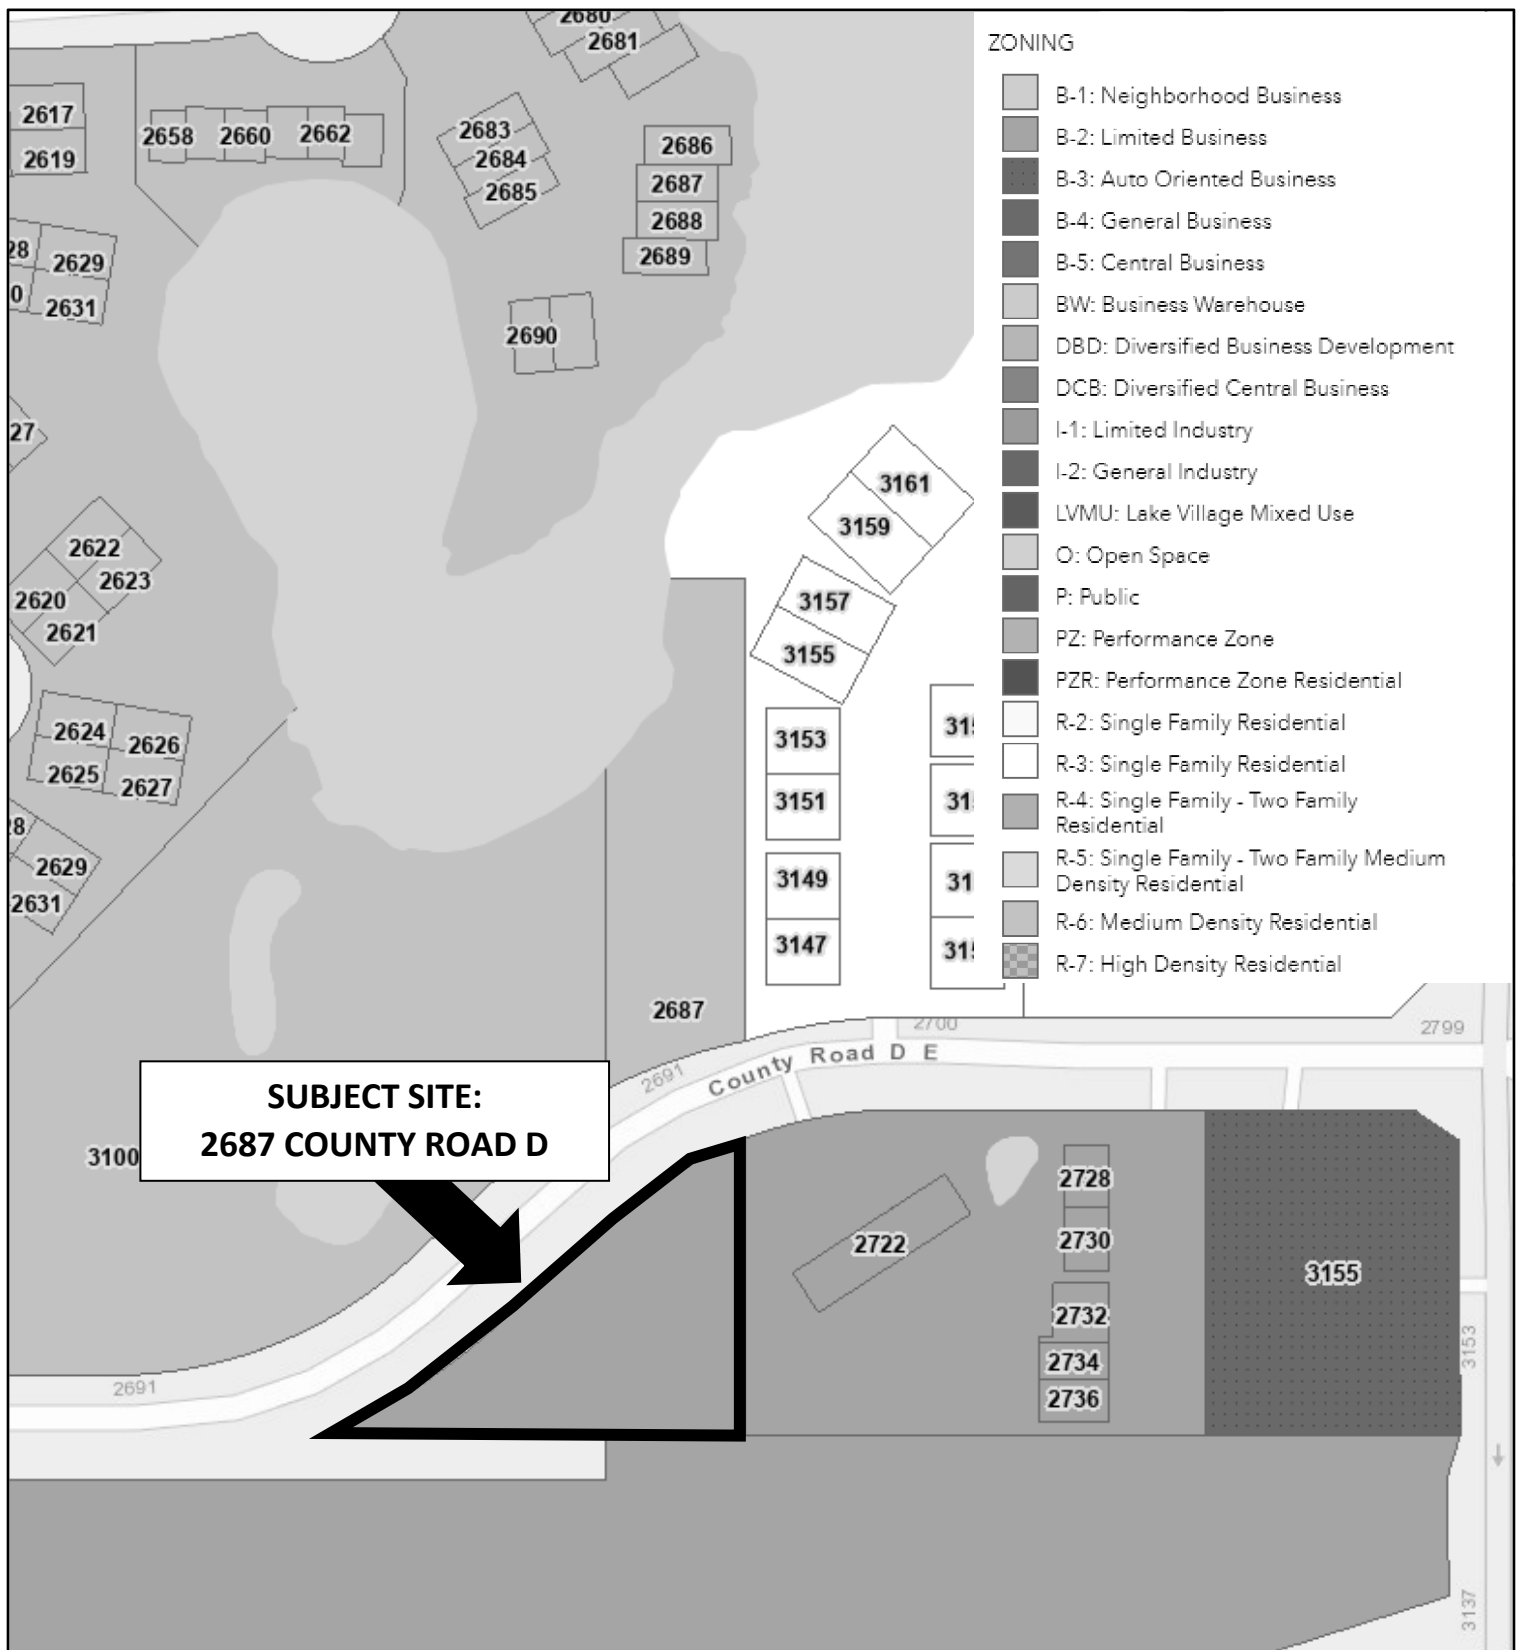 2680
2681
2617
2619
2658
2660
2662
2683
2684
2685
2686
2687
2688
2689
28
2629
0
2631
2690
27
2622
2623
2620
2621
2624
2626
2625
2627
28
2629
2631
3161
3159
3157
3155
3153
3151
3149
3147
315
31
31
315
2687
3100
ZONING
B-1: Neighborhood Business
B-2: Limited Business
B-3: Auto Oriented Business
B-4: General Business
B-5: Central Business
BW: Business Warehouse
DBD: Diversified Business Development
DCB: Diversified Central Business
I-1: Limited Industry
I-2: General Industry
LVMU: Lake Village Mixed Use
O: Open Space
P: Public
PZ: Performance Zone
PZR: Performance Zone Residential
R-2: Single Family Residential
R-3: Single Family Residential
R-4: Single Family - Two Family
Residential
R-5: Single Family - Two Family Medium
Density Residential
R-6: Medium Density Residential
R-7: High Density Residential
2700
2799
2691
County Road D E
SUBJECT SITE:
2687 COUNTY ROAD D
2722
2728
2730
2732
2734
2736
3155
3153
2691
3137